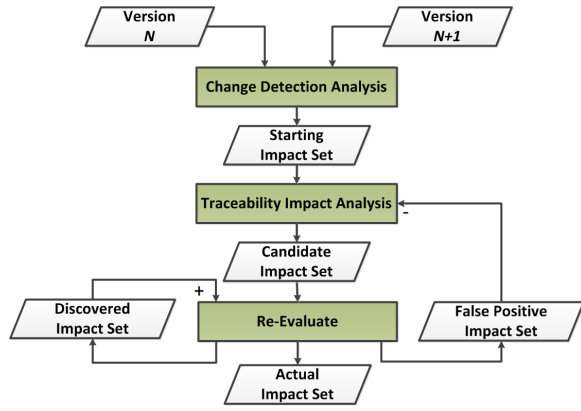 Version
N
Version
N+1
Change Detection Analysis
Starting
Impact Set
Traceability Impact Analysis
-
Candidate
Impact Set
+
Discovered
Impact Set
Re-Evaluate
False Positive
Impact Set
Actual
Impact Set